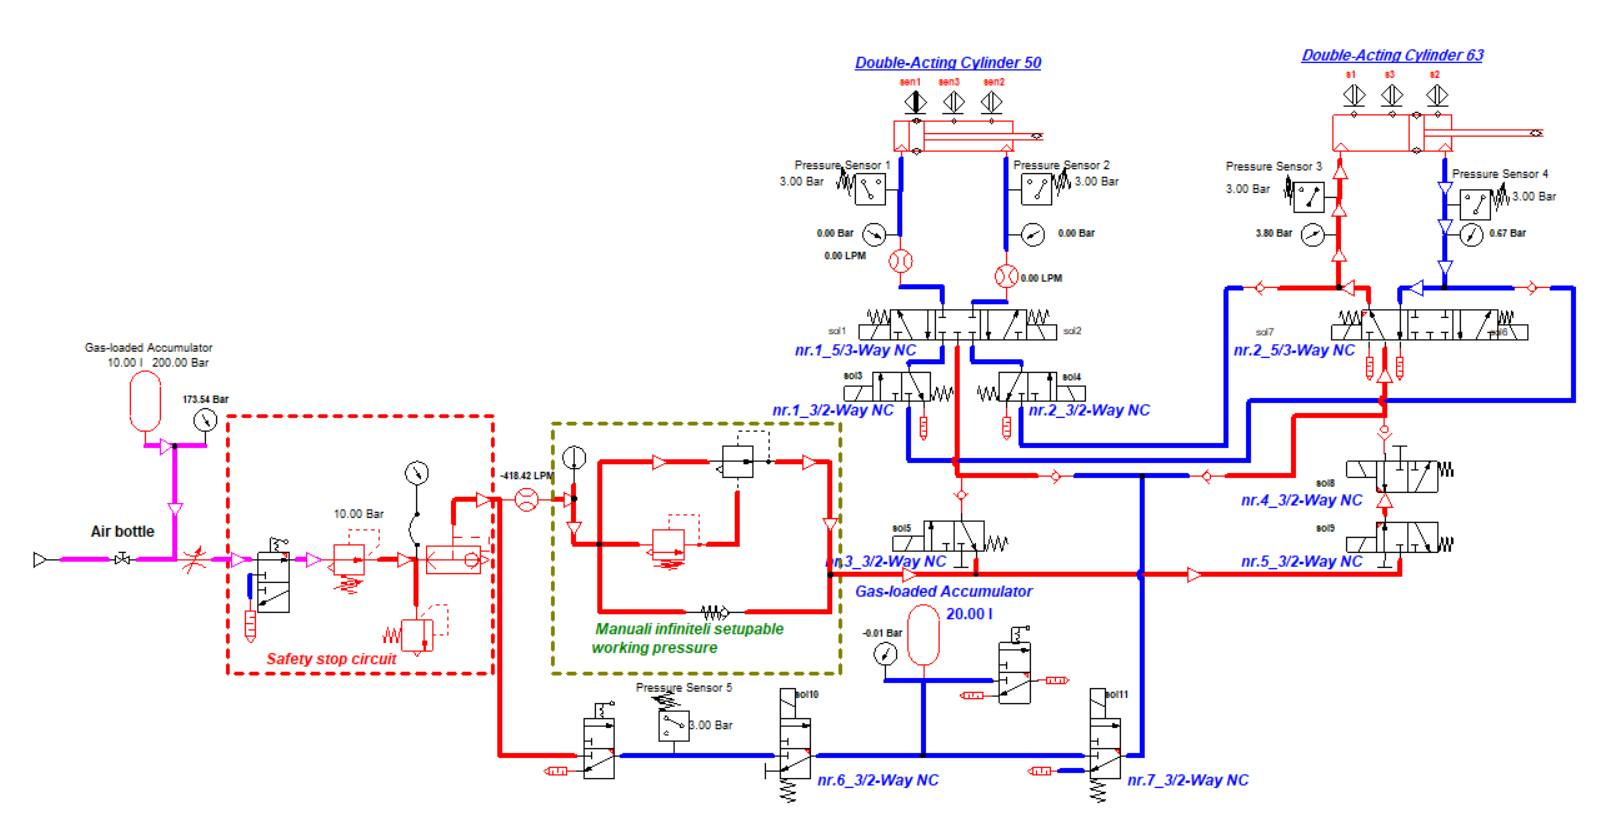 Double-Acting Cylinder 50
sen1 sen3 sen2
Double-Acting Cylinder 63
s1 s3 s2
Pressure Sensor 1
3.00 Bar
Pressure Sensor 2
3.00 Bar
Pressure Sensor 3
3.00 Bar
Pressure Sensor 4
3.00 Bar
0.00 Bar
0.00 Bar
3.80 Bar
0.67 Bar
0.00 LPM
0.00 LPM
sol1
sol2
nr.1_5/3-Way NC
sol7
sol6
nr.2_5/3-Way NC
sol3
sol4
nr.1_3/2-Way NC
nr.2_3/2-Way NC
Gas-loaded Accumulator
10.00 l 200.00 Bar
173.54 Bar
-418.42 LPM
10.00 Bar
Air bottle
Safety stop circuit
Manuali infiniteli setupable
working pressure
sol5
nr.3_3/2-Way NC
sol8
nr.4_3/2-Way NC
sol9
nr.5_3/2-Way NC
Gas-loaded Accumulator
20.00 l
-0.01 Bar
Pressure Sensor 5
3.00 Bar
sol10
nr.6_3/2-Way NC
sol11
nr.7_3/2-Way NC